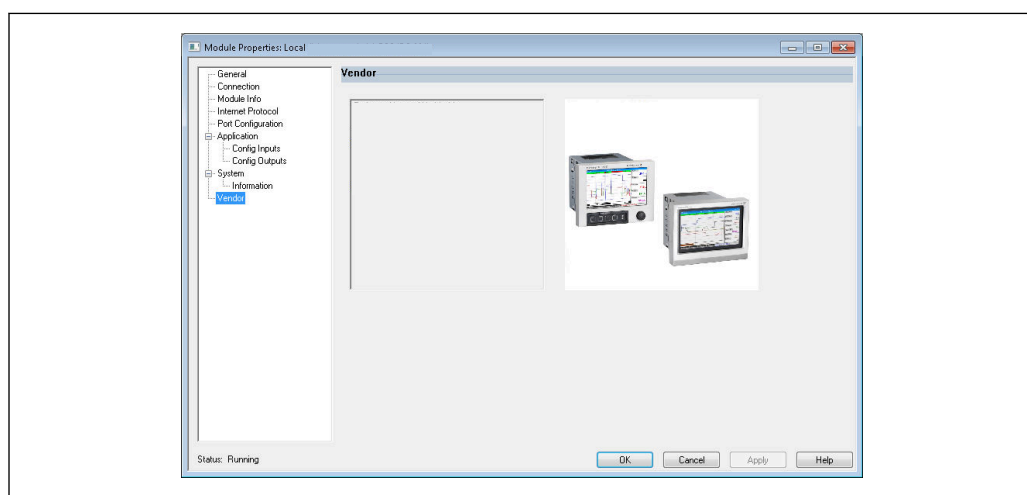 Module Properties: Local
General
Connection
Module Info
Internet Protocol
Port Configuration
Application
Config Inputs
Config Outputs
System
Information
Vendor
Vendor
Status: Running
OK
Cancel
Apply
Help